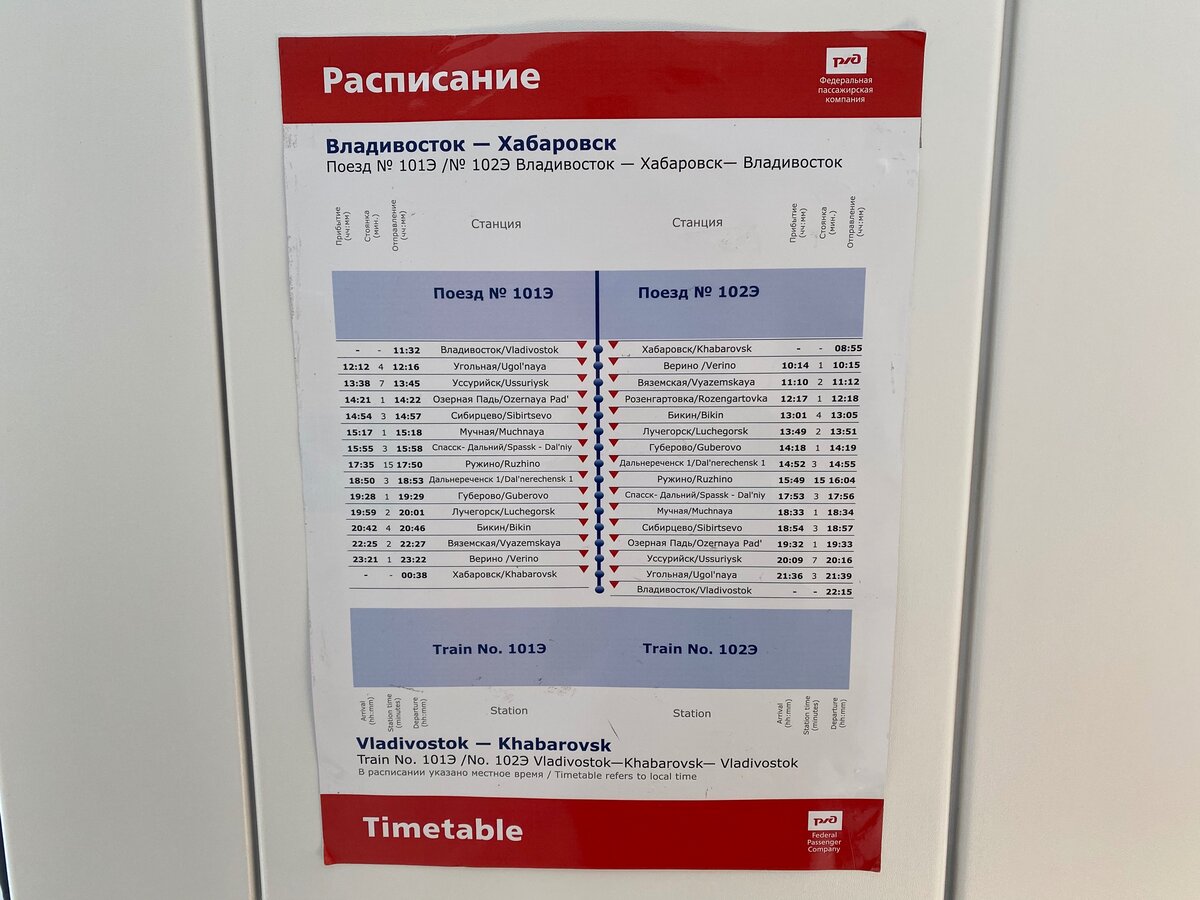 Расписание
ржд
Федеральная
пассажирская
компания
Владивосток — Хабаровск
Поезд № 101Э /№ 102Э Владивосток — Хабаровск— Владивосток
Прибытие (чч:мм) Стоянка (мин.) Отправление (чч:мм) Станция Станция Прибытие (чч:мм) Стоянка (мин.) Отправление (чч:мм)
Поезд № 101Э Поезд № 102Э
- - 11:32 Владивосток/Vladivostok Хабаровск/Khabarovsk - - 08:55
12:12 4 12:16 Угольная/Ugol'naya Верино /Verino 10:14 1 10:15
13:38 7 13:45 Уссурийск/Ussuriysk Вяземская/Vyazemskaya 11:10 2 11:12
14:21 1 14:22 Озерная Падь/Ozernaya Pad' Розенгартовка/Rozengartovka 12:17 1 12:18
14:54 3 14:57 Сибирцево/Sibirtsevo Бикин/Bikin 13:01 4 13:05
15:17 1 15:18 Мучная/Muchnaya Лучегорск/Luchegorsk 13:49 2 13:51
15:55 3 15:58 Спасск- Дальний/Spassk - Dal'niy Губерово/Guberovo 14:18 1 14:19
17:35 15 17:50 Ружино/Ruzhino Дальнереченск 1/Dal'nerechensk 1 14:52 3 14:55
18:50 3 18:53 Дальнереченск 1/Dal'nerechensk 1 Ружино/Ruzhino 15:49 15 16:04
19:28 1 19:29 Губерово/Guberovo Спасск- Дальний/Spassk - Dal'niy 17:53 3 17:56
19:59 2 20:01 Лучегорск/Luchegorsk Мучная/Muchnaya 18:33 1 18:34
20:42 4 20:46 Бикин/Bikin Сибирцево/Sibirtsevo 18:54 3 18:57
22:25 2 22:27 Вяземская/Vyazemskaya Озерная Падь/Ozernaya Pad' 19:32 1 19:33
23:21 1 23:22 Верино /Verino Уссурийск/Ussuriysk 20:09 7 20:16
- - 00:38 Хабаровск/Khabarovsk Угольная/Ugol'naya 21:36 3 21:39
Владивосток/Vladivostok - - 22:15
Train No. 101Э Train No. 102Э
Arrival (hh:mm) Station time (minutes) Departure (hh:mm) Station Station Arrival (hh:mm) Station time (minutes) Departure (hh:mm)
Vladivostok — Khabarovsk
Train No. 101Э /No. 102Э Vladivostok—Khabarovsk— Vladivostok
В расписании указано местное время / Timetable refers to local time
Timetable
ржд
Federal
Passenger
Company